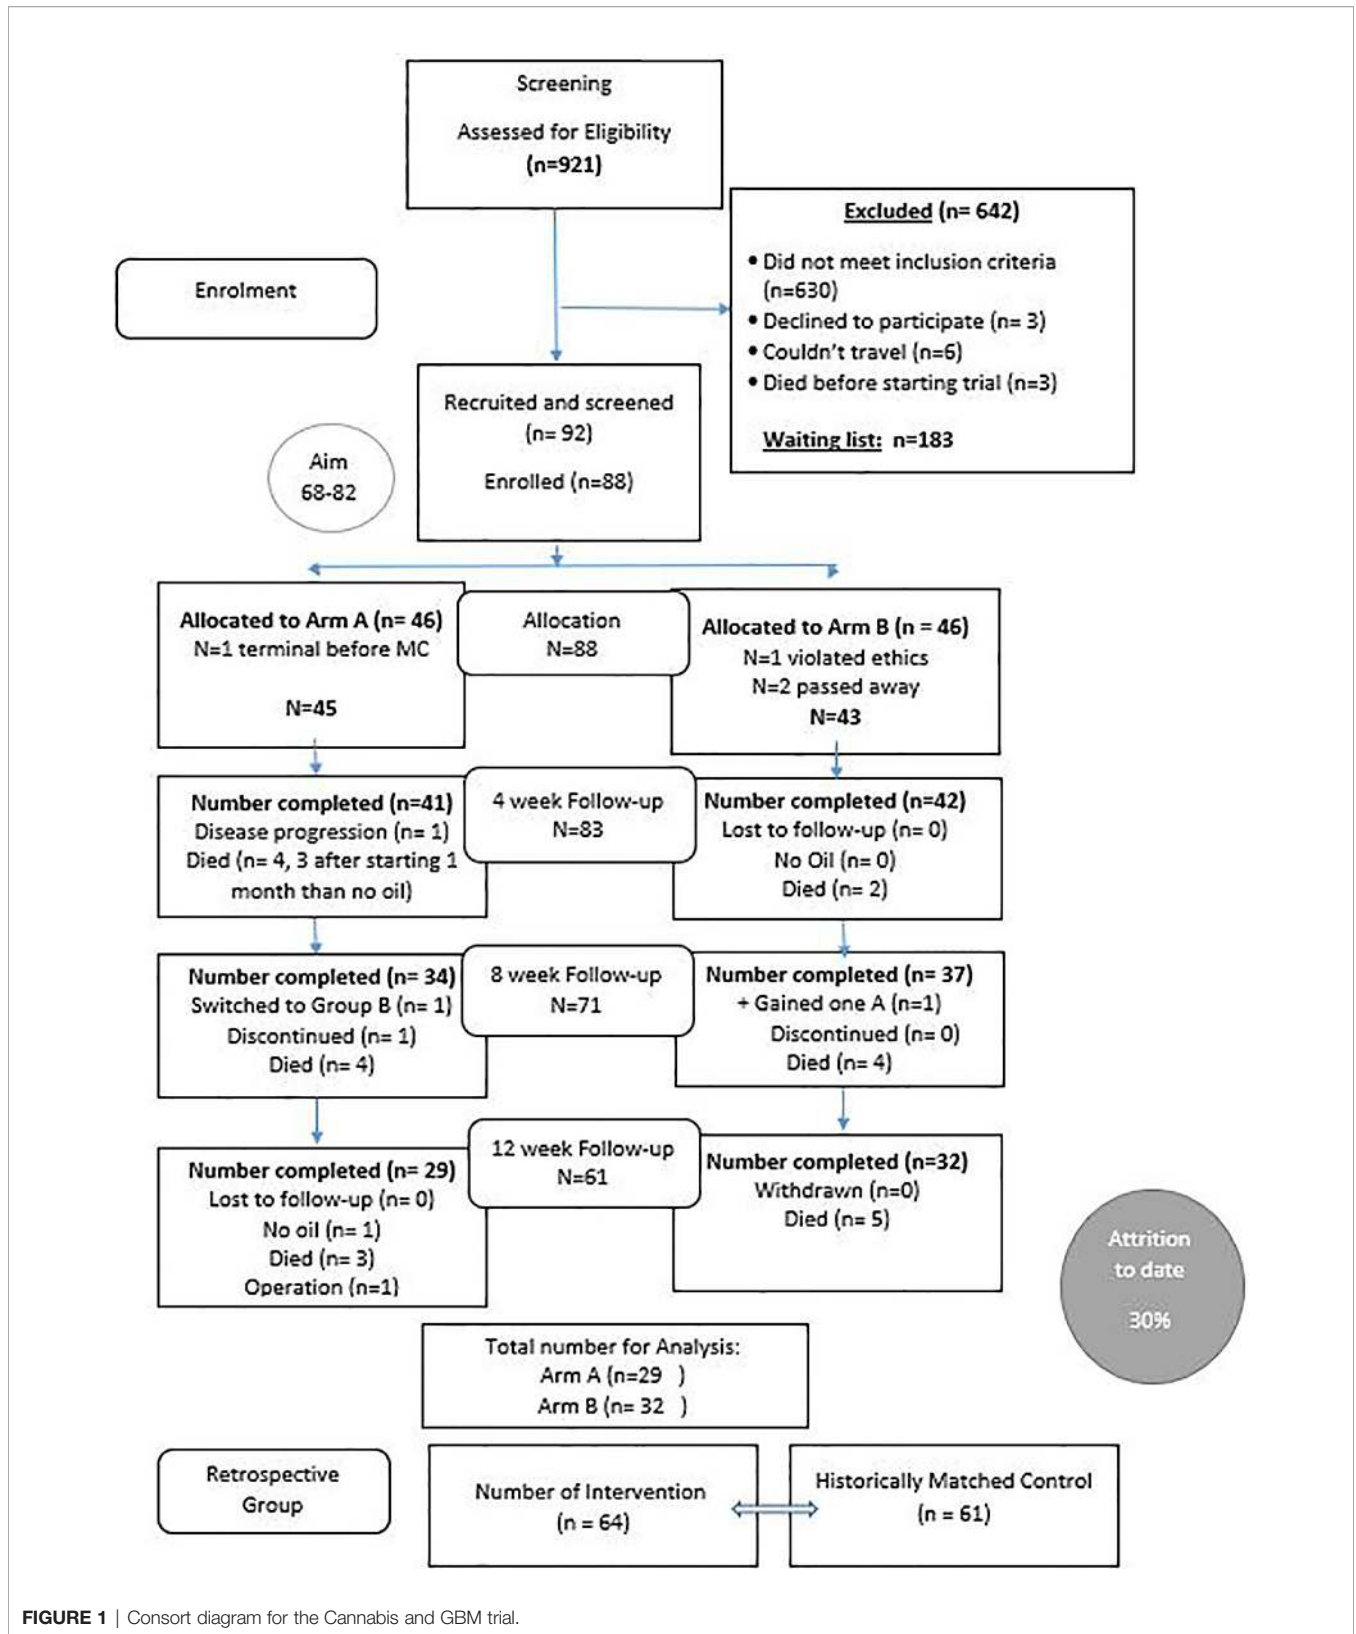 Screening
Assessed for Eligibility
(n=921)
Excluded (n= 642)
• Did not meet inclusion criteria
(n=630)
• Declined to participate (n= 3)
• Couldn't travel (n=6)
• Died before starting trial (n=3)
Waiting list: n=183
Enrolment
Recruited and screened
(n= 92)
Enrolled (n=88)
Aim
68-82
Allocated to Arm A (n= 46)
N=1 terminal before MC
N=45
Allocation
N=88
Allocated to Arm B (n = 46)
N=1 violated ethics
N=2 passed away
N=43
Number completed (n=41)
Disease progression (n= 1)
Died (n= 4, 3 after starting 1
month than no oil)
4 week Follow-up
N=83
Number completed (n=42)
Lost to follow-up (n= 0)
No Oil (n= 0)
Died (n= 2)
Number completed (n= 34)
Switched to Group B (n= 1)
Discontinued (n= 1)
Died (n= 4)
8 week Follow-up
N=71
Number completed (n= 37)
+ Gained one A (n=1)
Discontinued (n= 0)
Died (n= 4)
Number completed (n= 29)
Lost to follow-up (n= 0)
No oil (n= 1)
Died (n= 3)
Operation (n=1)
12 week Follow-up
N=61
Number completed (n=32)
Withdrawn (n=0)
Died (n= 5)
Attrition
to date
30%
Total number for Analysis:
Arm A (n=29 )
Arm B (n= 32 )
Retrospective
Group
Number of Intervention
(n = 64)
Historically Matched Control
(n = 61)
FIGURE 1 | Consort diagram for the Cannabis and GBM trial.